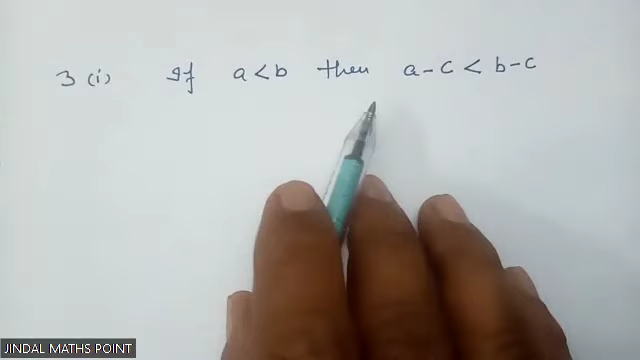 3 (i) If a < b then a - c < b - c
JINDAL MATHS POINT